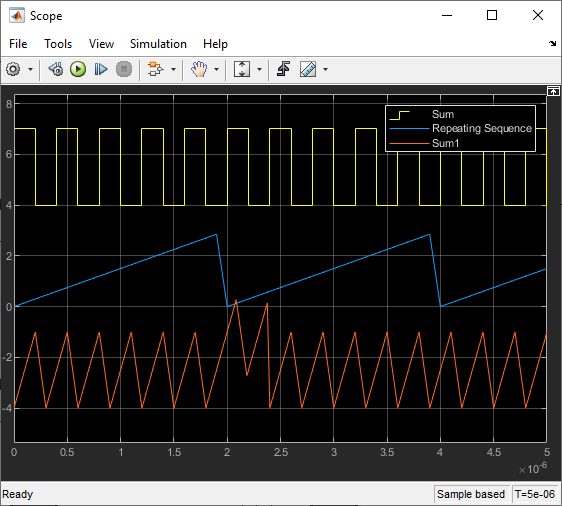 Scope
File Tools View Simulation Help
Sum
Repeating Sequence
Sum1
8
6
4
2
0
-2
-4
0 0.5 1 1.5 2 2.5 3 3.5 4 4.5 5
×10-6
Ready Sample based T=5e-06